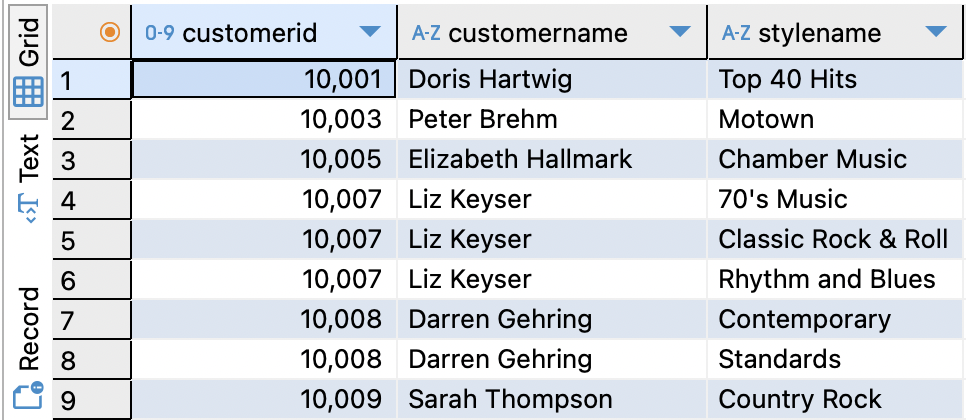 Grid
Text
Record
0-9 customerid A-Z customername A-Z stylename
1 10,001 Doris Hartwig Top 40 Hits
2 10,003 Peter Brehm Motown
3 10,005 Elizabeth Hallmark Chamber Music
4 10,007 Liz Keyser 70's Music
5 10,007 Liz Keyser Classic Rock & Roll
6 10,007 Liz Keyser Rhythm and Blues
7 10,008 Darren Gehring Contemporary
8 10,008 Darren Gehring Standards
9 10,009 Sarah Thompson Country Rock